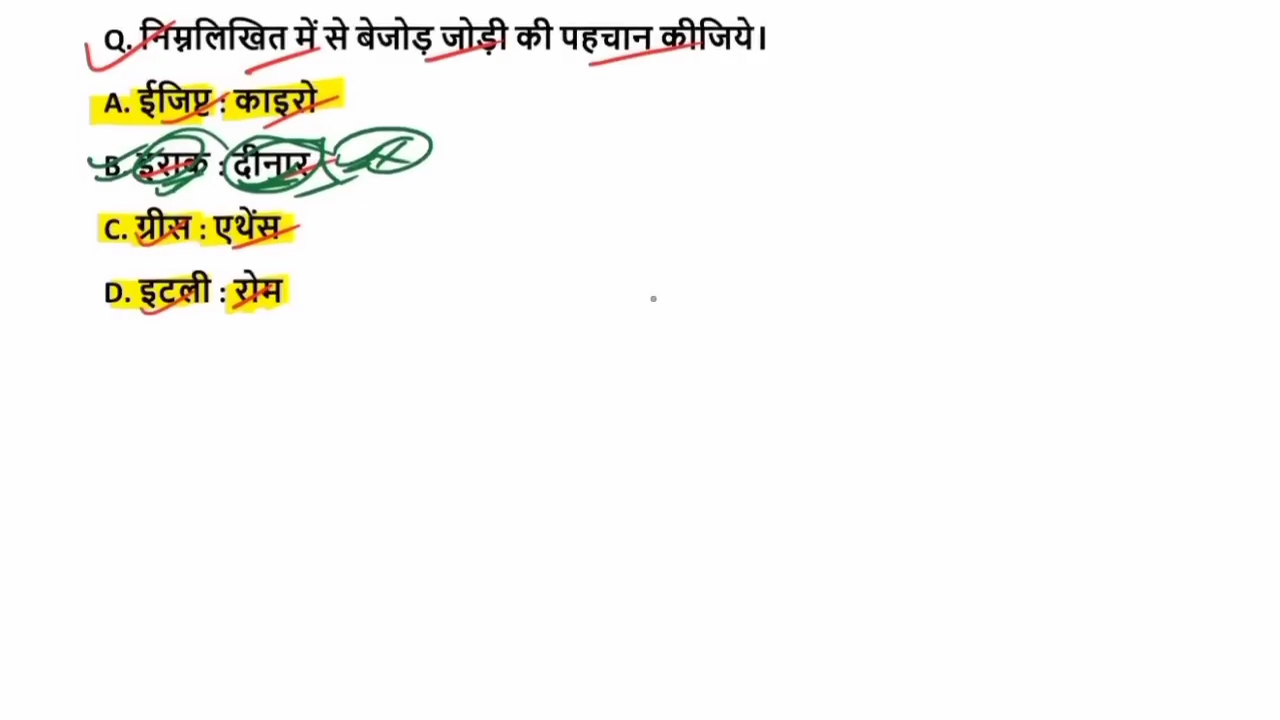 Q. निम्नलिखित में से बेजोड़ जोड़ी की पहचान कीजिये।
A. ईजिप्ट : काइरो
B. इराक : दीनार
C. ग्रीस : एथेंस
D. इटली : रोम